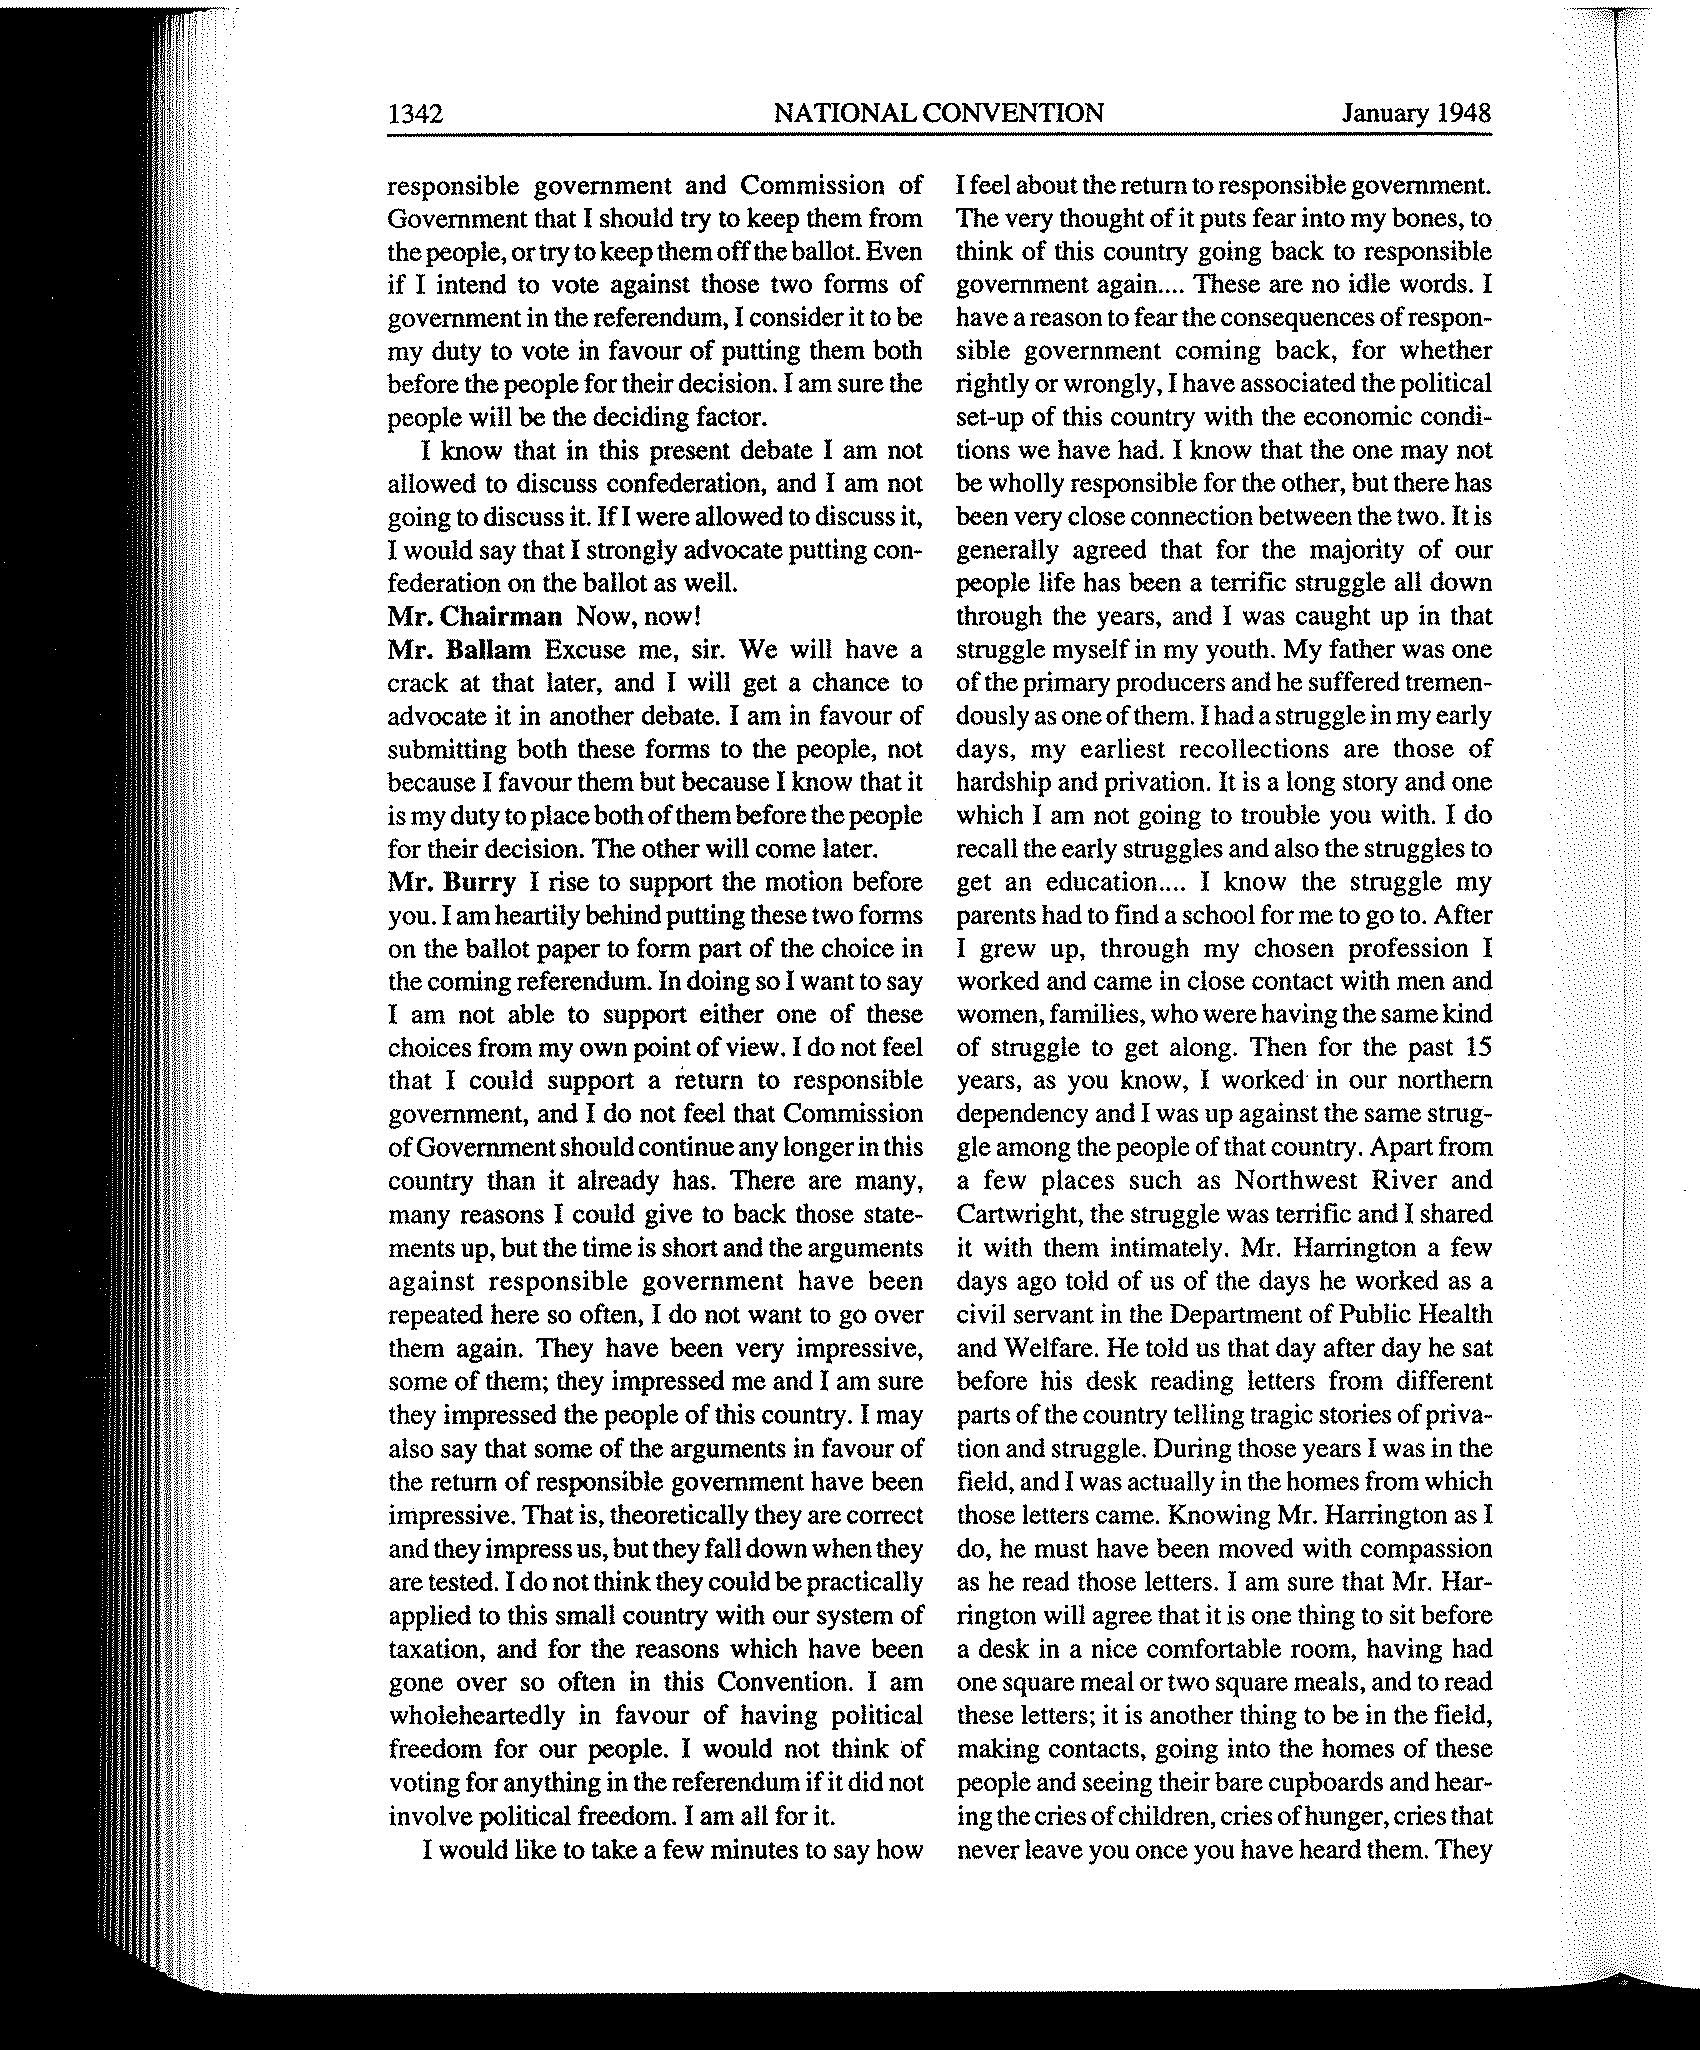 1342 NATIONAL CONVENTION January 1948
responsible government and Commission of
Government that I should try to keep them from
the people, or try to keep them off the ballot. Even
if I intend to vote against those two forms of
government in the referendum, I consider it to be
my duty to vote in favour of putting them both
before the people for their decision. I am sure the
people will be the deciding factor.
I know that in this present debate I am not
allowed to discuss confederation, and I am not
going to discuss it. If I were allowed to discuss it,
I would say that I strongly advocate putting con-
federation on the ballot as well.
Mr. Chairman Now, now!
Mr. Ballam Excuse me, sir. We will have a
crack at that later, and I will get a chance to
advocate it in another debate. I am in favour of
submitting both these forms to the people, not
because I favour them but because I know that it
is my duty to place both of them before the people
for their decision. The other will come later.
Mr. Burry I rise to support the motion before
you. I am heartily behind putting these two forms
on the ballot paper to form part of the choice in
the coming referendum. In doing so I want to say
I am not able to support either one of these
choices from my own point of view. I do not feel
that I could support a return to responsible
government, and I do not feel that Commission
of Government should continue any longer in this
country than it already has. There are many,
many reasons I could give to back those state-
ments up, but the time is short and the arguments
against responsible government have been
repeated here so often, I do not want to go over
them again. They have been very impressive,
some of them; they impressed me and I am sure
they impressed the people of this country. I may
also say that some of the arguments in favour of
the return of responsible government have been
impressive. That is, theoretically they are correct
and they impress us, but they fall down when they
are tested. I do not think they could be practically
applied to this small country with our system of
taxation, and for the reasons which have been
gone over so often in this Convention. I am
wholeheartedly in favour of having political
freedom for our people. I would not think of
voting for anything in the referendum if it did not
involve political freedom. I am all for it.
I would like to take a few minutes to say how
I feel about the return to responsible government.
The very thought of it puts fear into my bones, to
think of this country going back to responsible
government again.... These are no idle words. I
have a reason to fear the consequences of respon-
sible government coming back, for whether
rightly or wrongly, I have associated the political
set-up of this country with the economic condi-
tions we have had. I know that the one may not
be wholly responsible for the other, but there has
been very close connection between the two. It is
generally agreed that for the majority of our
people life has been a terrific struggle all down
through the years, and I was caught up in that
struggle myself in my youth. My father was one
of the primary producers and he suffered tremen-
dously as one of them. I had a struggle in my early
days, my earliest recollections are those of
hardship and privation. It is a long story and one
which I am not going to trouble you with. I do
recall the early struggles and also the struggles to
get an education.... I know the struggle my
parents had to find a school for me to go to. After
I grew up, through my chosen profession I
worked and came in close contact with men and
women, families, who were having the same kind
of struggle to get along. Then for the past 15
years, as you know, I worked in our northern
dependency and I was up against the same strug-
gle among the people of that country. Apart from
a few places such as Northwest River and
Cartwright, the struggle was terrific and I shared
it with them intimately. Mr. Harrington a few
days ago told of us of the days he worked as a
civil servant in the Department of Public Health
and Welfare. He told us that day after day he sat
before his desk reading letters from different
parts of the country telling tragic stories of priva-
tion and struggle. During those years I was in the
field, and I was actually in the homes from which
those letters came. Knowing Mr. Harrington as I
do, he must have been moved with compassion
as he read those letters. I am sure that Mr. Har-
rington will agree that it is one thing to sit before
a desk in a nice comfortable room, having had
one square meal or two square meals, and to read
these letters; it is another thing to be in the field,
making contacts, going into the homes of these
people and seeing their bare cupboards and hear-
ing the cries of children, cries of hunger, cries that
never leave you once you have heard them. They